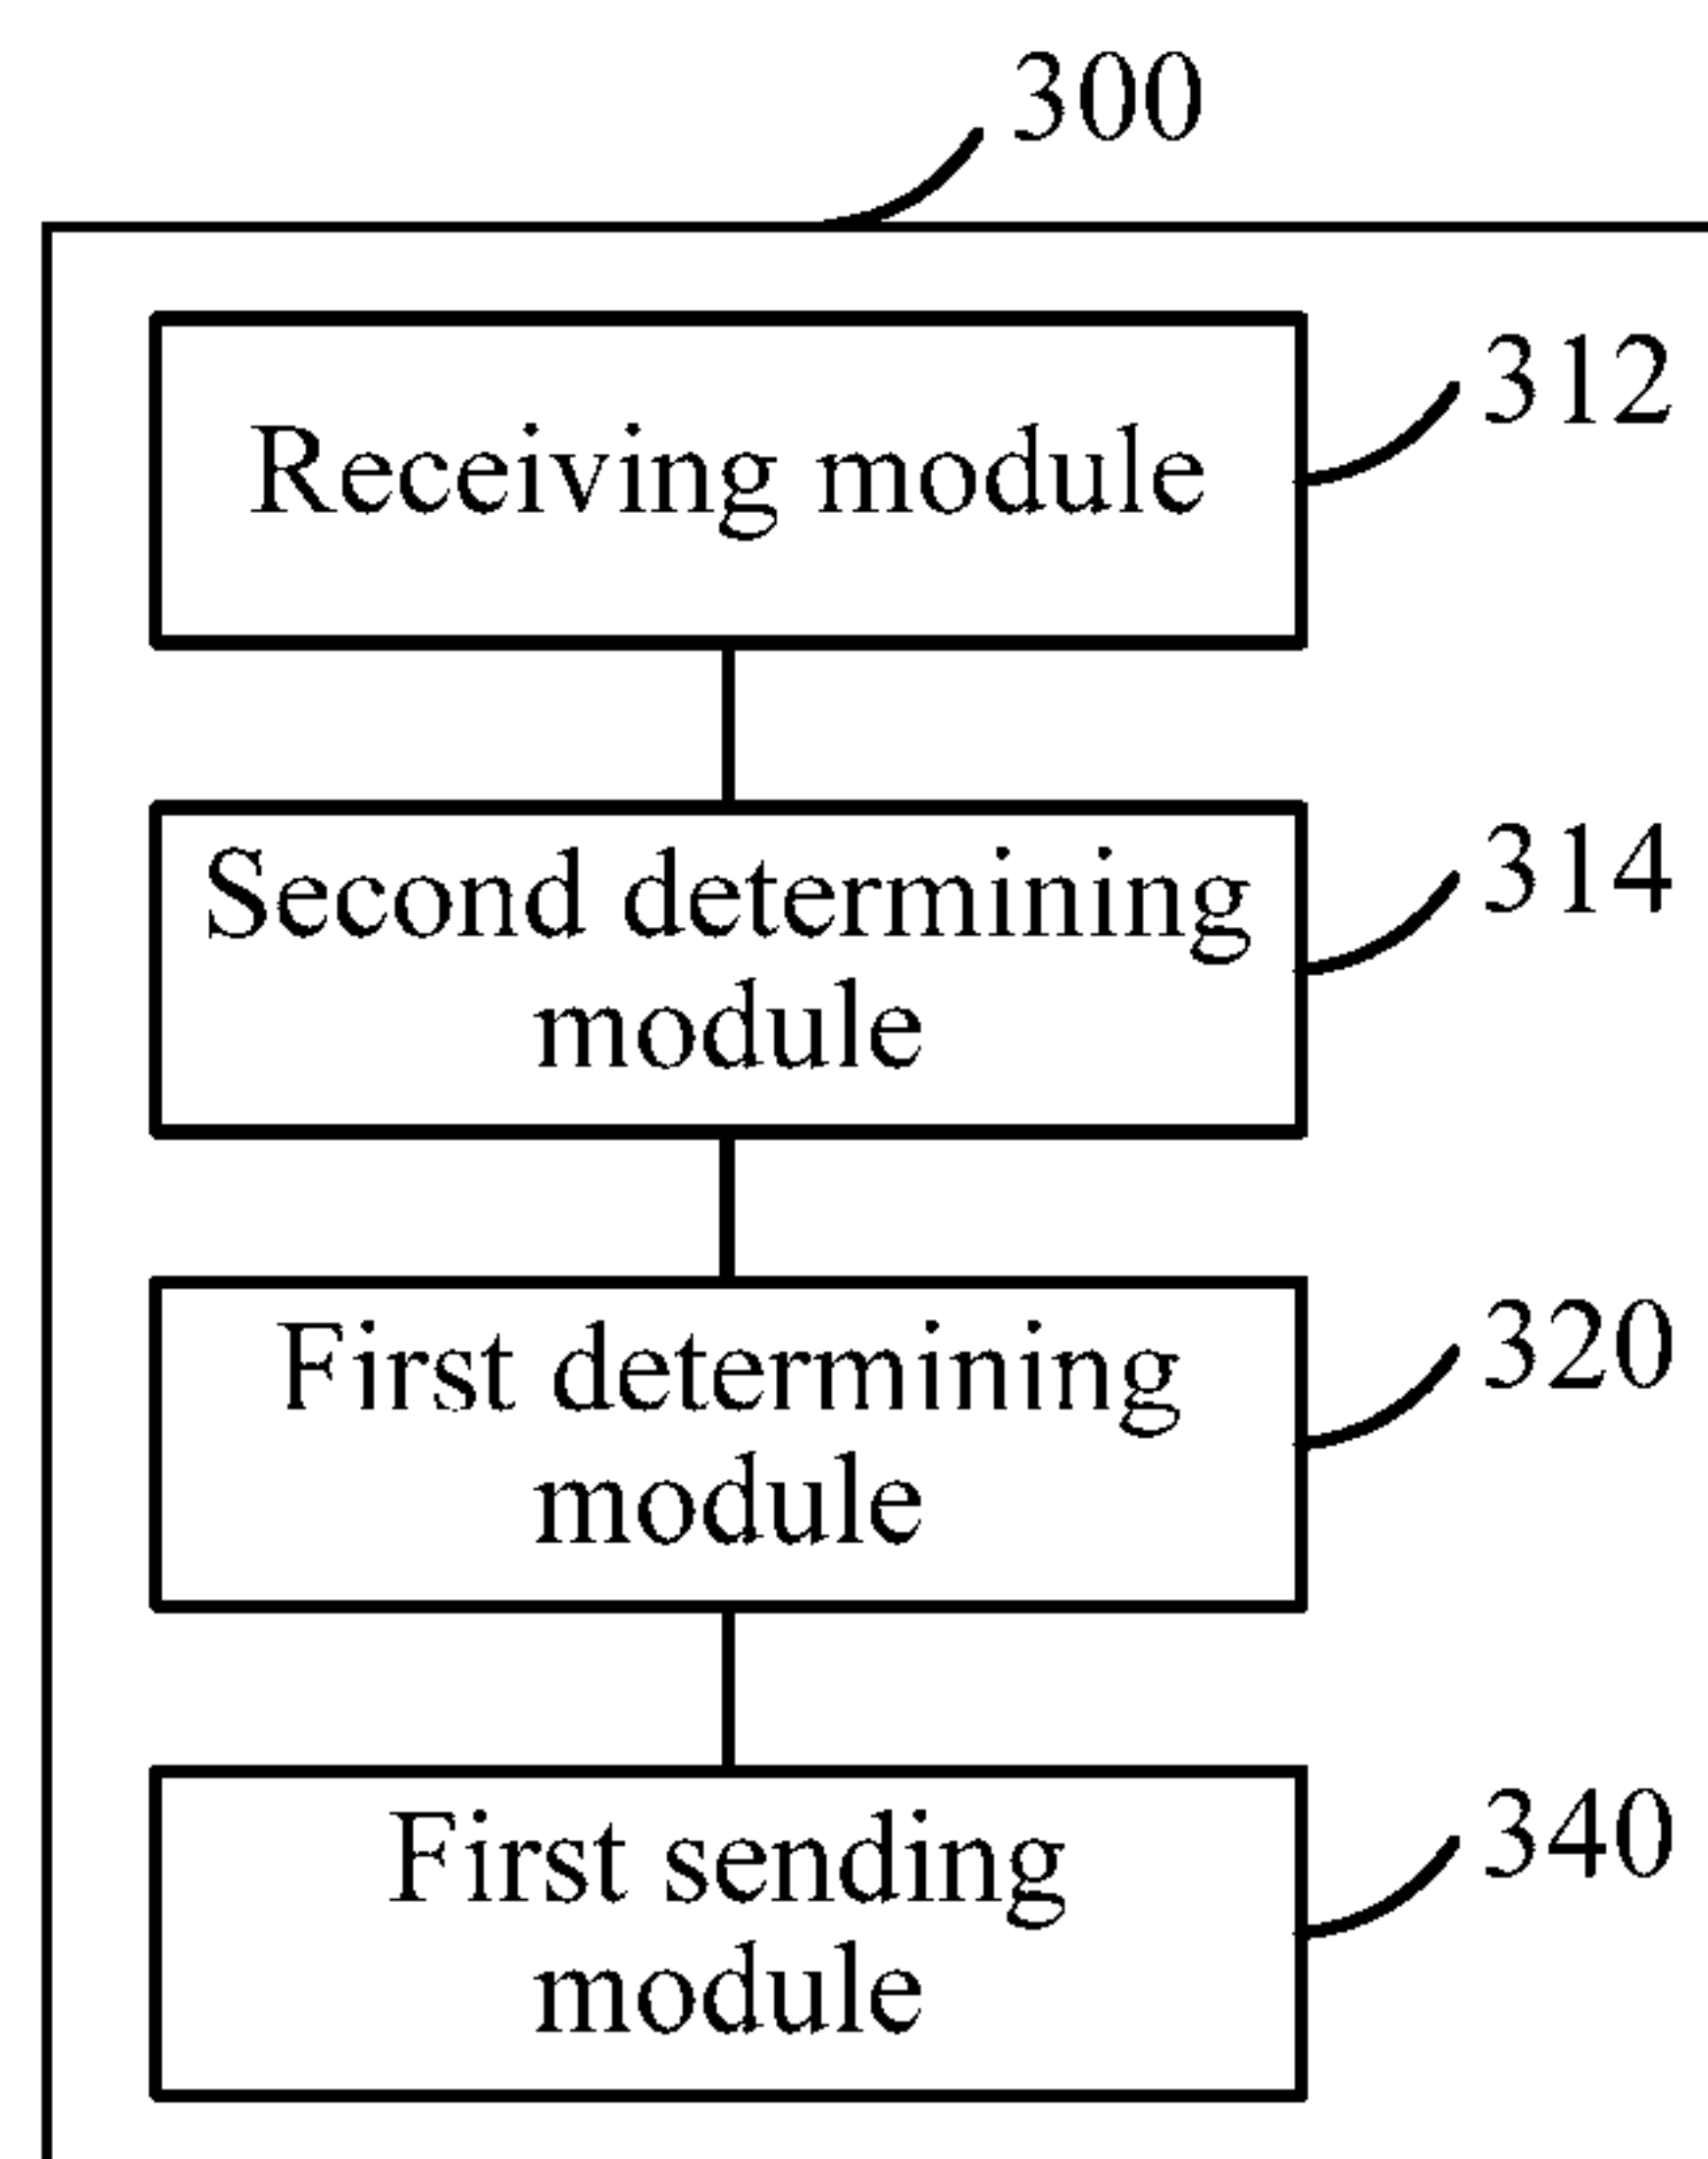 300
Receiving module
312
Second determining
module
314
First determining
module
320
First sending
module
340